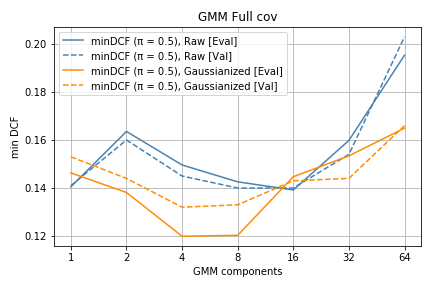 GMM Full cov
minDCF (π = 0.5), Raw [Eval]
minDCF (π = 0.5), Raw [Val]
minDCF (π = 0.5), Gaussianized [Eval]
minDCF (π = 0.5), Gaussianized [Val]
min DCF
0.20
0.18
0.16
0.14
0.12
1 2 4 8 16 32 64
GMM components